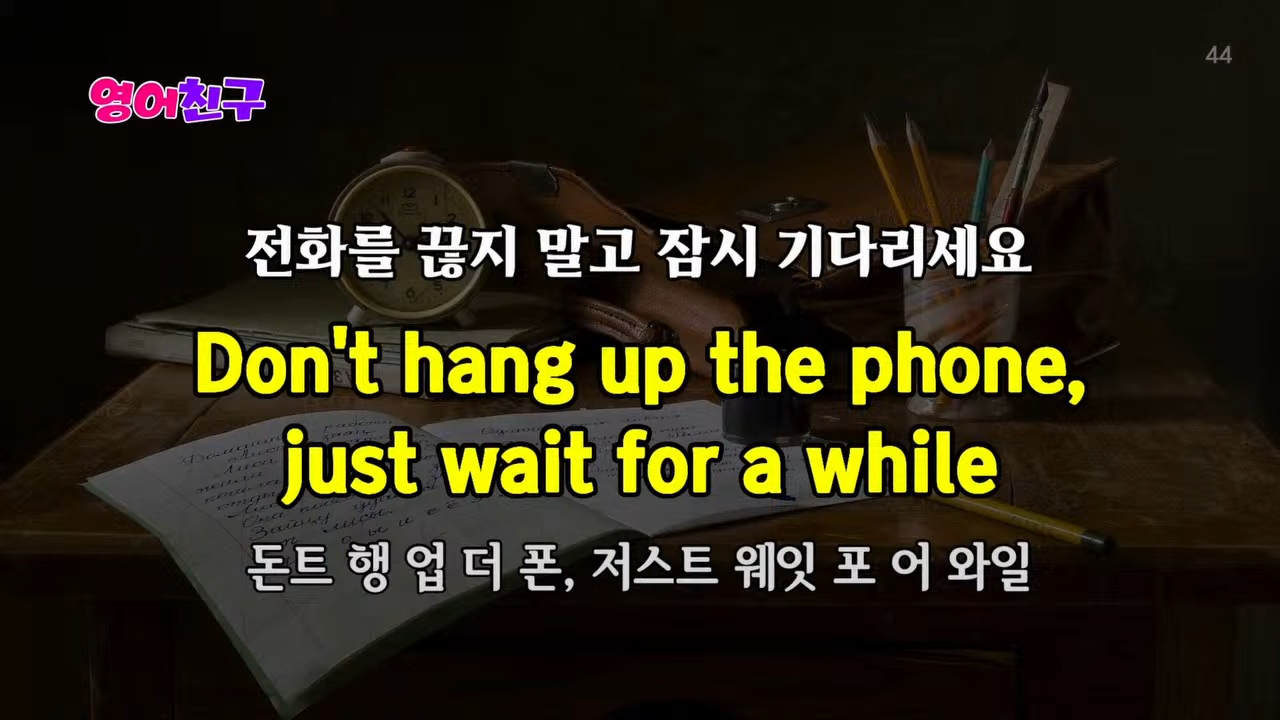 44
영어친구
전화를 끊지 말고 잠시 기다리세요
Don't hang up the phone,
just wait for a while
돈트 행 업 더 폰, 저스트 웨잇 포 어 와일